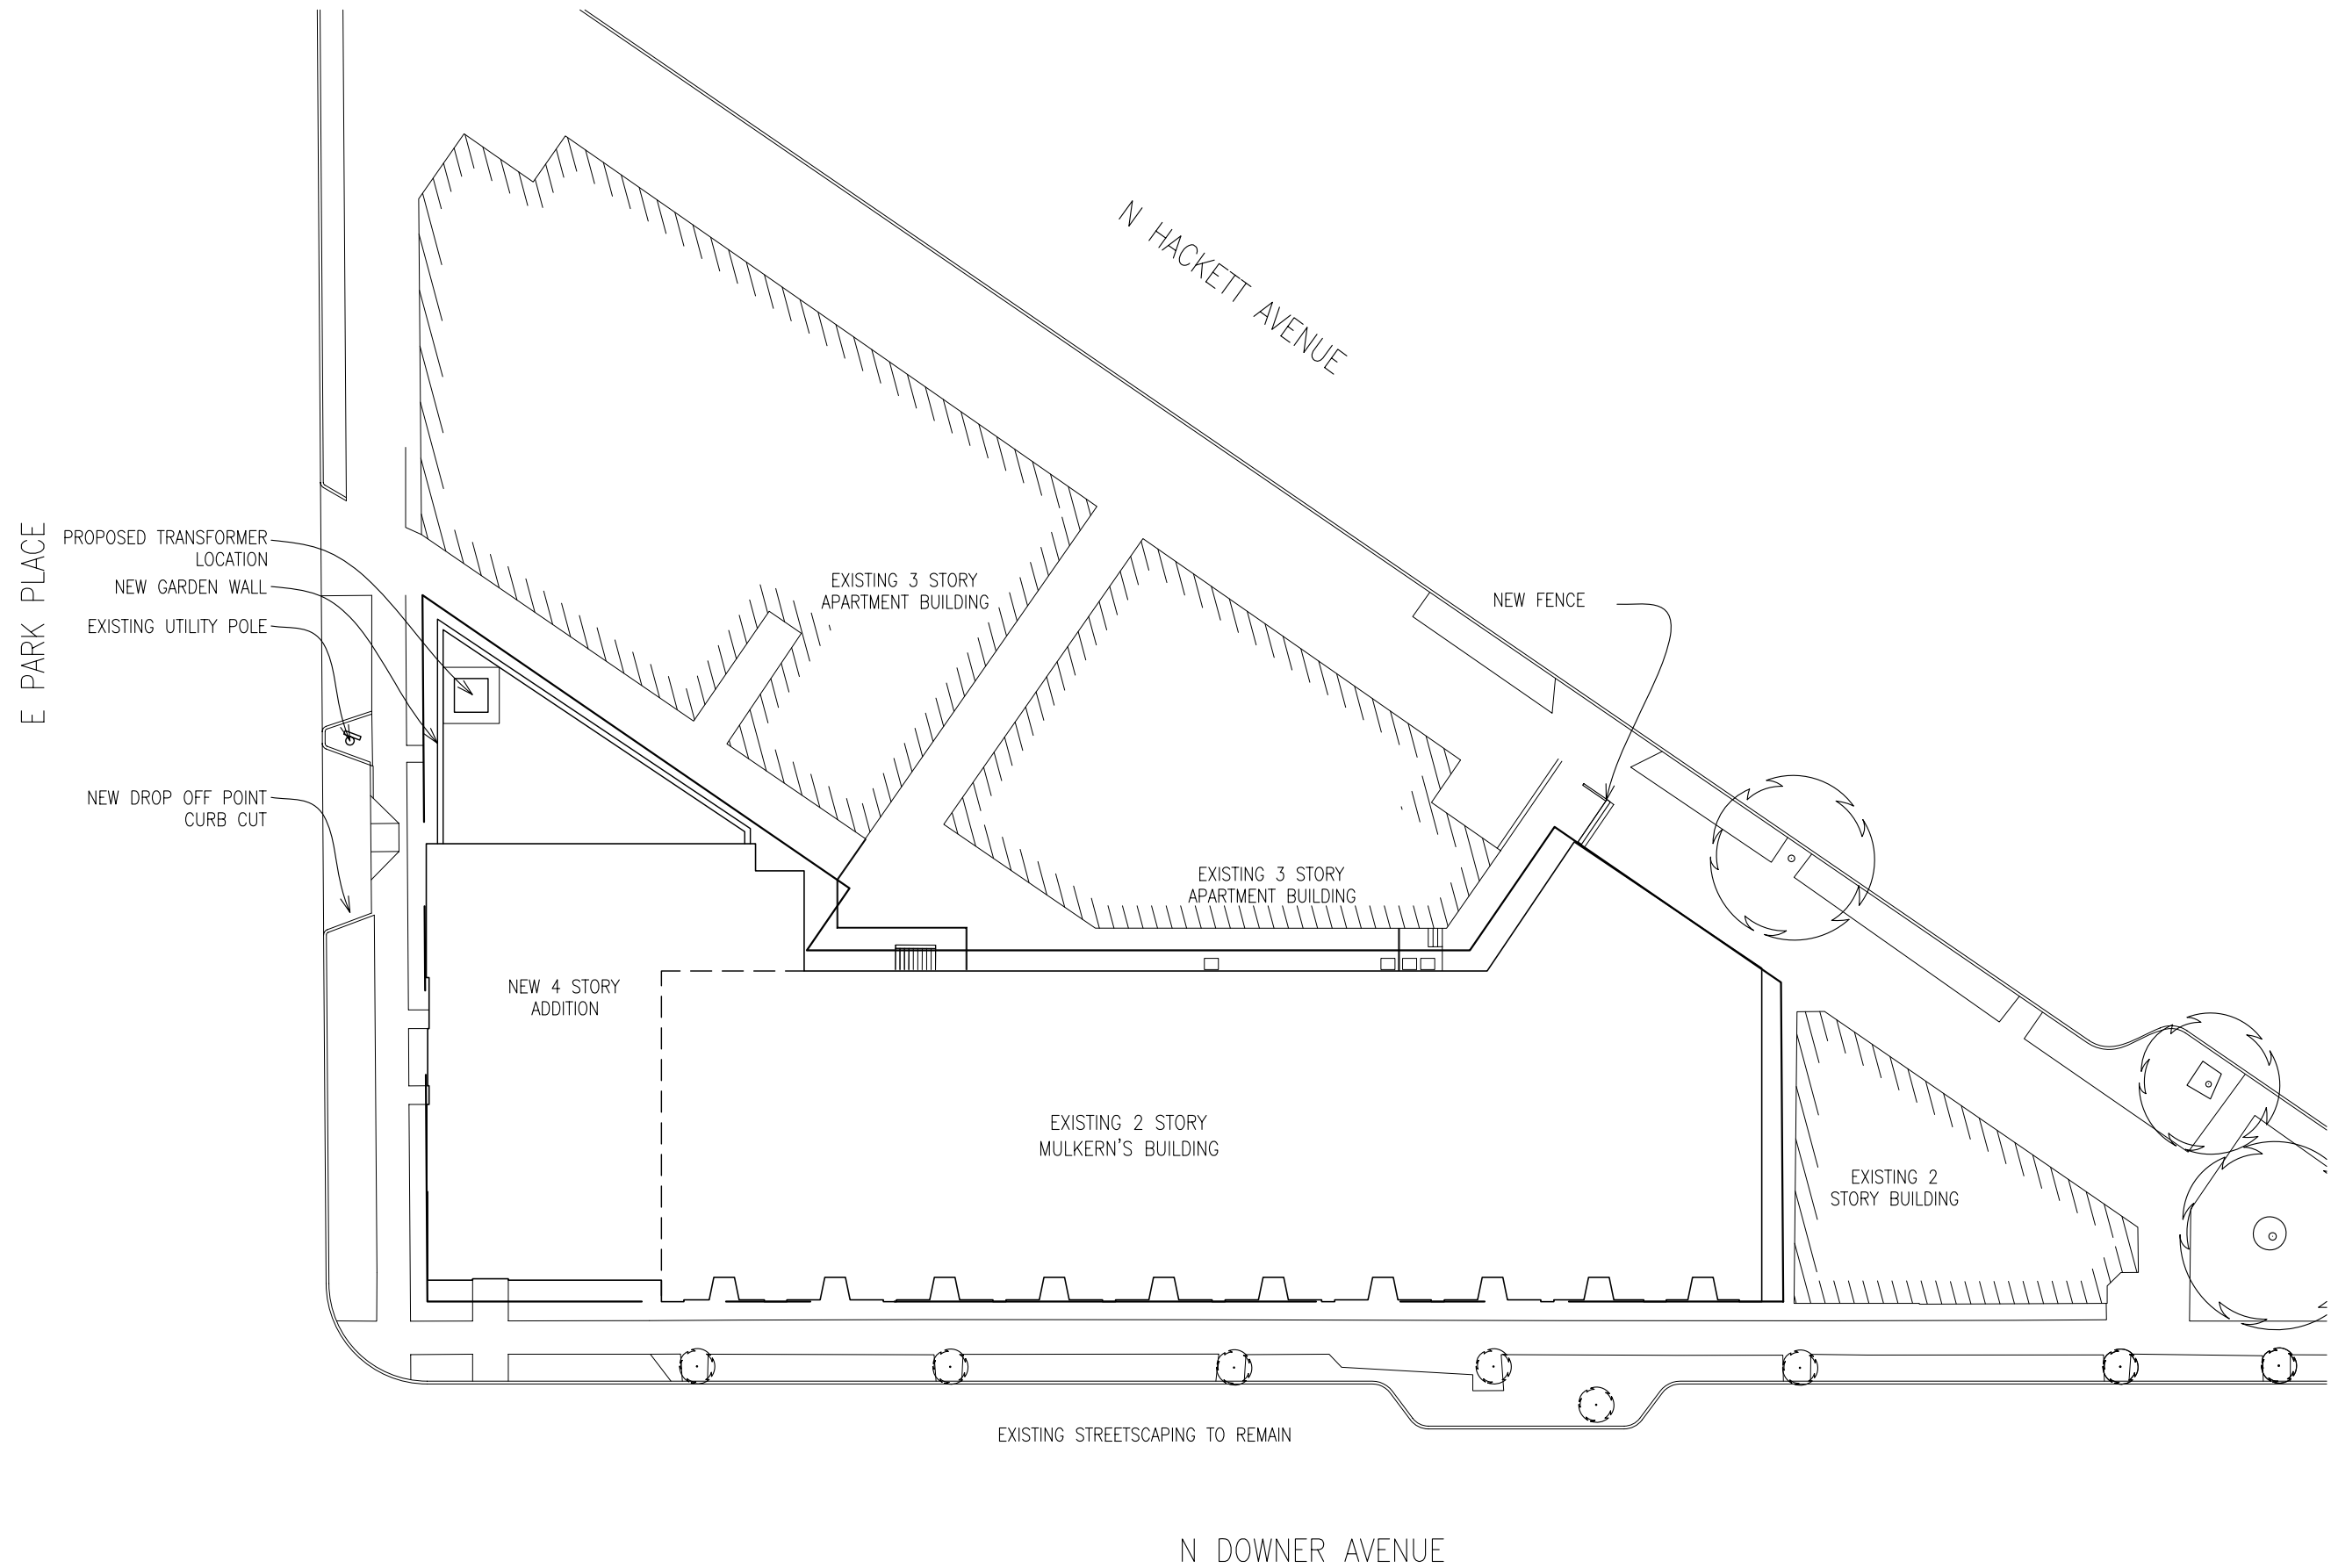 N HACKETT AVENUE
E PARK PLACE
PROPOSED TRANSFORMER
LOCATION
NEW GARDEN WALL
EXISTING UTILITY POLE
NEW DROP OFF POINT
CURB CUT
EXISTING 3 STORY
APARTMENT BUILDING
NEW FENCE
EXISTING 3 STORY
APARTMENT BUILDING
NEW 4 STORY
ADDITION
EXISTING 2 STORY
MULKERN'S BUILDING
EXISTING 2
STORY BUILDING
EXISTING STREETSCAPING TO REMAIN
N DOWNER AVENUE